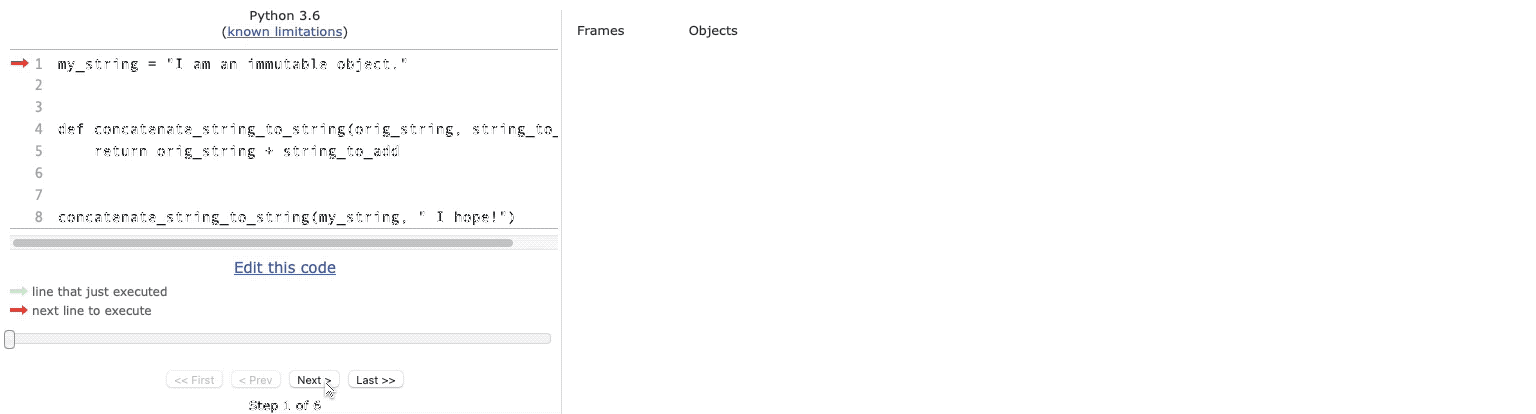 Python 3.6
(known limitations)
1 my_string = "I am an immutable object."
2
3
4 def concatenate_string_to_string(orig_string, string_to_
5 return orig_string + string_to_add
6
7
8 concatenate_string_to_string(my_string, " I hope!")
Edit this code
line that just executed
next line to execute
<< First < Prev Next > Last >>
Step 1 of 6
Frames Objects